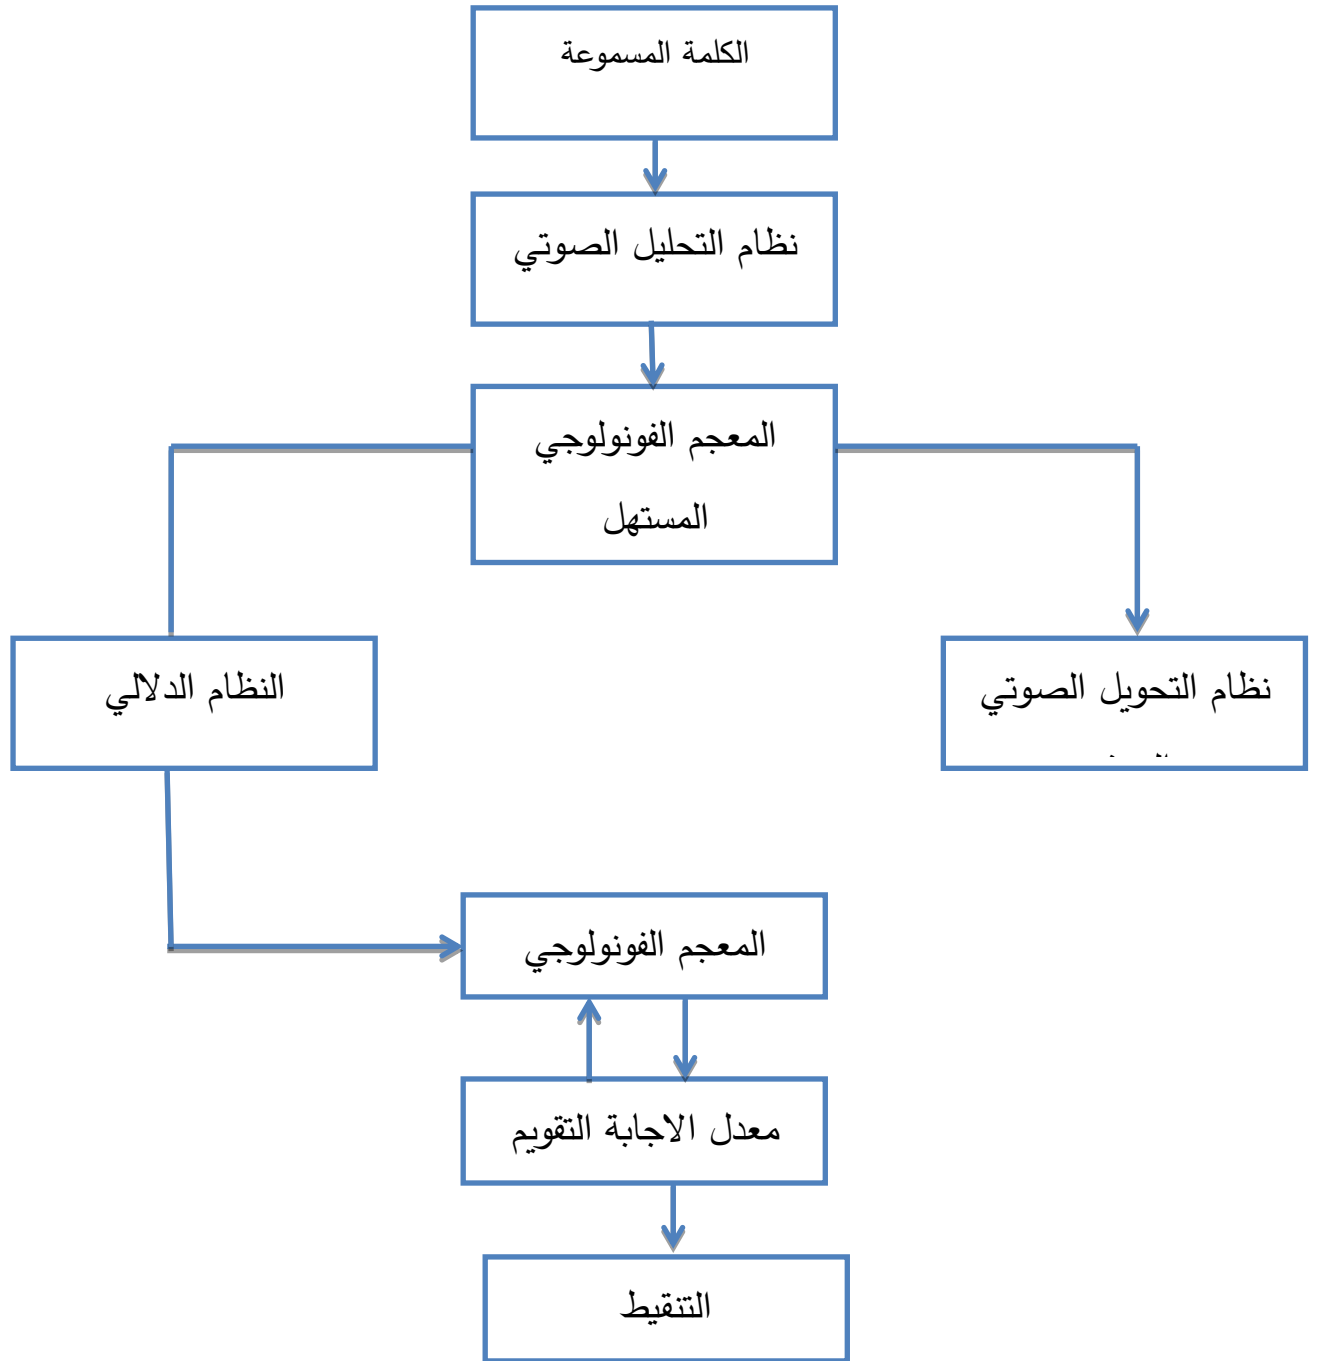 الكلمة المسموعة
نظام التحليل الصوتي
المعجم الفونولوجي
المستهل
النظام الدلالي
نظام التحويل الصوتي
المعجم الفونولوجي
معدل الاجابة التقويم
التنقيط